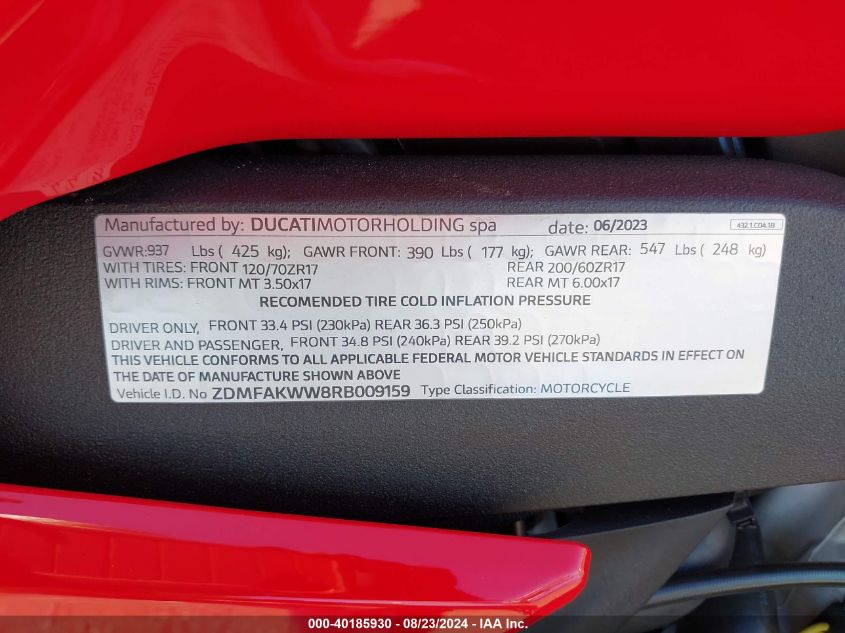 Manufactured by: DUCATIMOTORHOLDING spa date: 06/2023 432.1.C04.1B
GVWR:937 Lbs ( 425 kg); GAWR FRONT: 390 Lbs ( 177 kg); GAWR REAR: 547 Lbs ( 248 kg)
WITH TIRES: FRONT 120/70ZR17 REAR 200/60ZR17
WITH RIMS: FRONT MT 3.50x17 REAR MT 6.00x17
RECOMENDED TIRE COLD INFLATION PRESSURE
DRIVER ONLY, FRONT 33.4 PSI (230kPa) REAR 36.3 PSI (250kPa)
DRIVER AND PASSENGER, FRONT 34.8 PSI (240kPa) REAR 39.2 PSI (270kPa)
THIS VEHICLE CONFORMS TO ALL APPLICABLE FEDERAL MOTOR VEHICLE STANDARDS IN EFFECT ON
THE DATE OF MANUFACTURE SHOWN ABOVE
Vehicle I.D. No ZDMFAKWW8RB009159 Type Classification: MOTORCYCLE
000-40185930 - 08/23/2024 - IAA Inc.